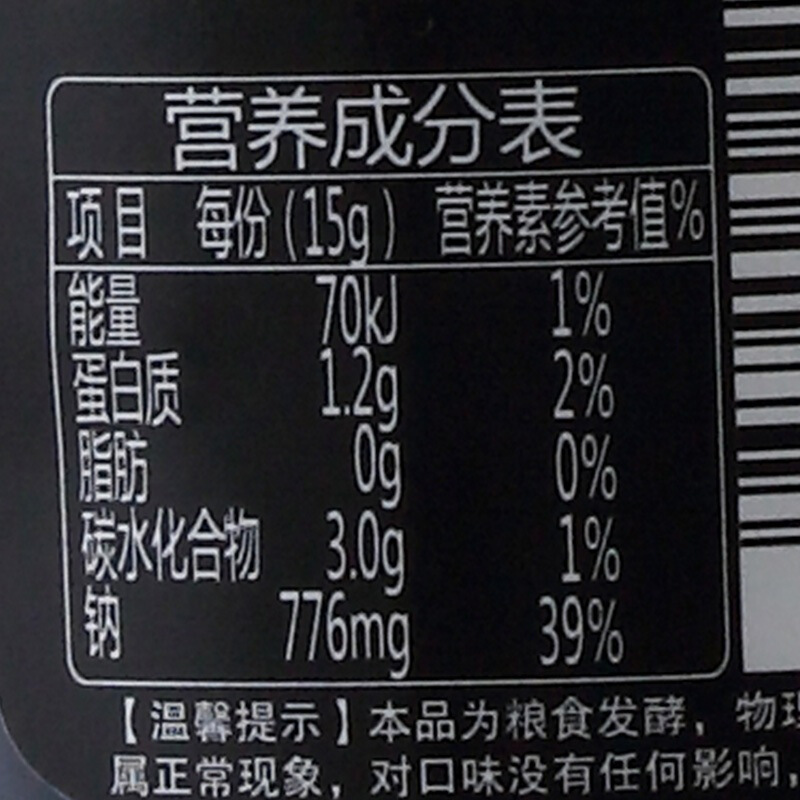 营养成分表
项目 每份(15g) 营养素参考值%
能量 70kJ 1%
蛋白质 1.2g 2%
脂肪 0g 0%
碳水化合物 3.0g 1%
钠 776mg 39%
【温馨提示】本品为粮食发酵，物
属正常现象，对口味没有任何影响，